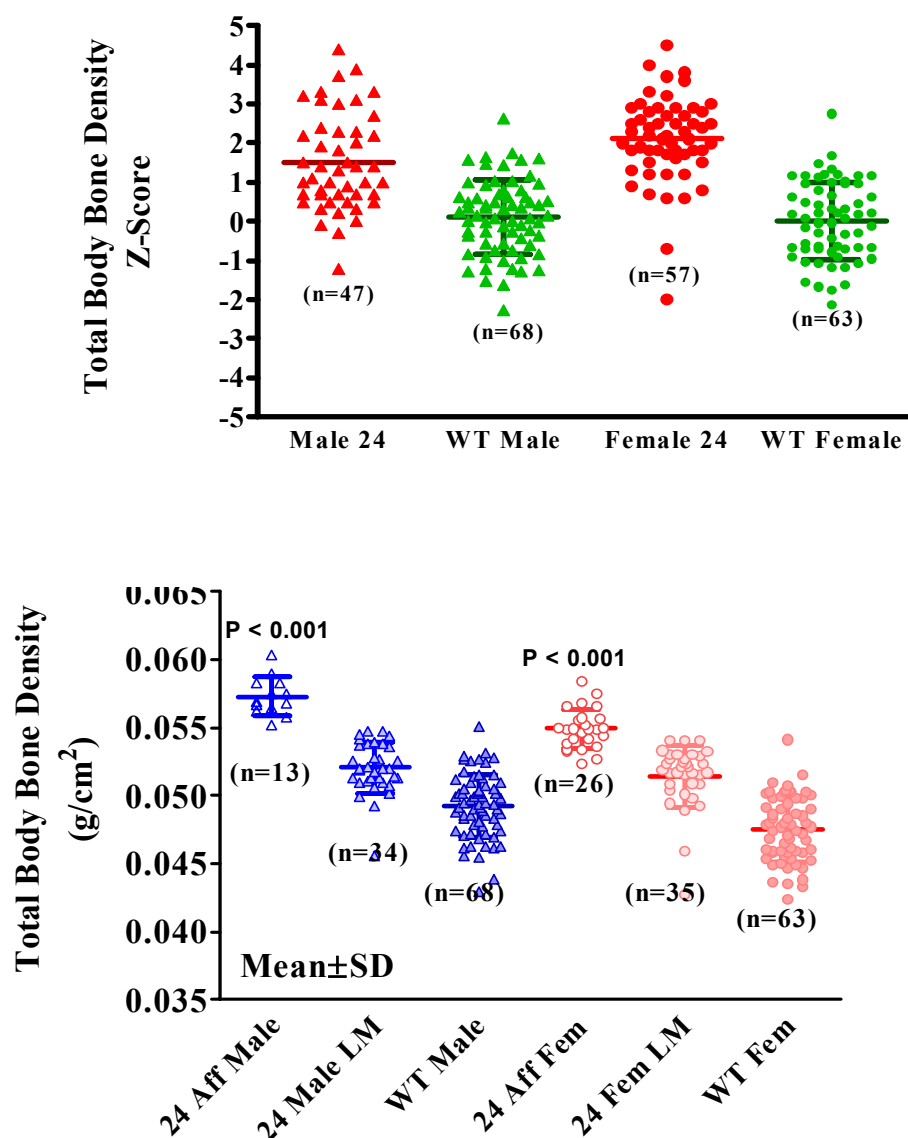 Total Body Bone Density
Z-Score
5
4
3
2
1
0
-1
-2
-3
-4
-5
(n=47)
(n=68)
(n=57)
(n=63)
Male 24
WT Male
Female 24
WT Female
Total Body Bone Density
(g/cm²)
0.065
0.060
0.055
0.050
0.045
0.040
0.035
P < 0.001
P < 0.001
(n=13)
(n=34)
(n=68)
(n=26)
(n=35)
(n=63)
Mean±SD
24 Aff Male
24 Male LM
WT Male
24 Aff Fem
24 Fem LM
WT Fem